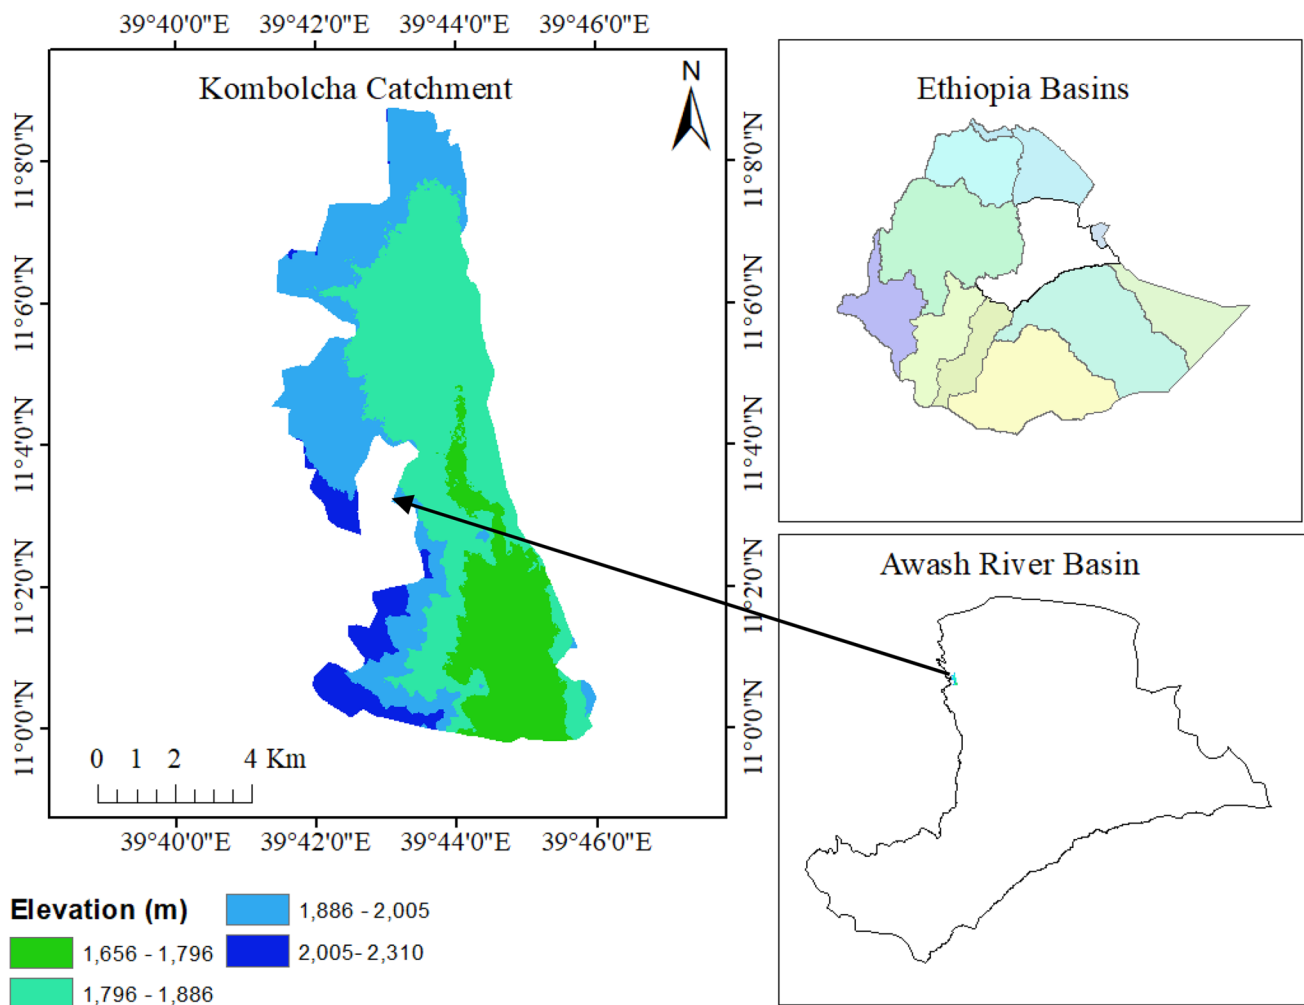 39°40'0"E 39°42'0"E 39°44'0"E 39°46'0"E
Kombolcha Catchment
N
11°8'0"N
11°6'0"N
11°4'0"N
11°2'0"N
11°0'0"N
11°8'0"N
11°6'0"N
11°4'0"N
11°2'0"N
11°0'0"N
0 1 2 4 Km
39°40'0"E 39°42'0"E 39°44'0"E 39°46'0"E
Ethiopia Basins
Awash River Basin
Elevation (m)
1,656 - 1,796
1,796 - 1,886
1,886 - 2,005
2,005- 2,310